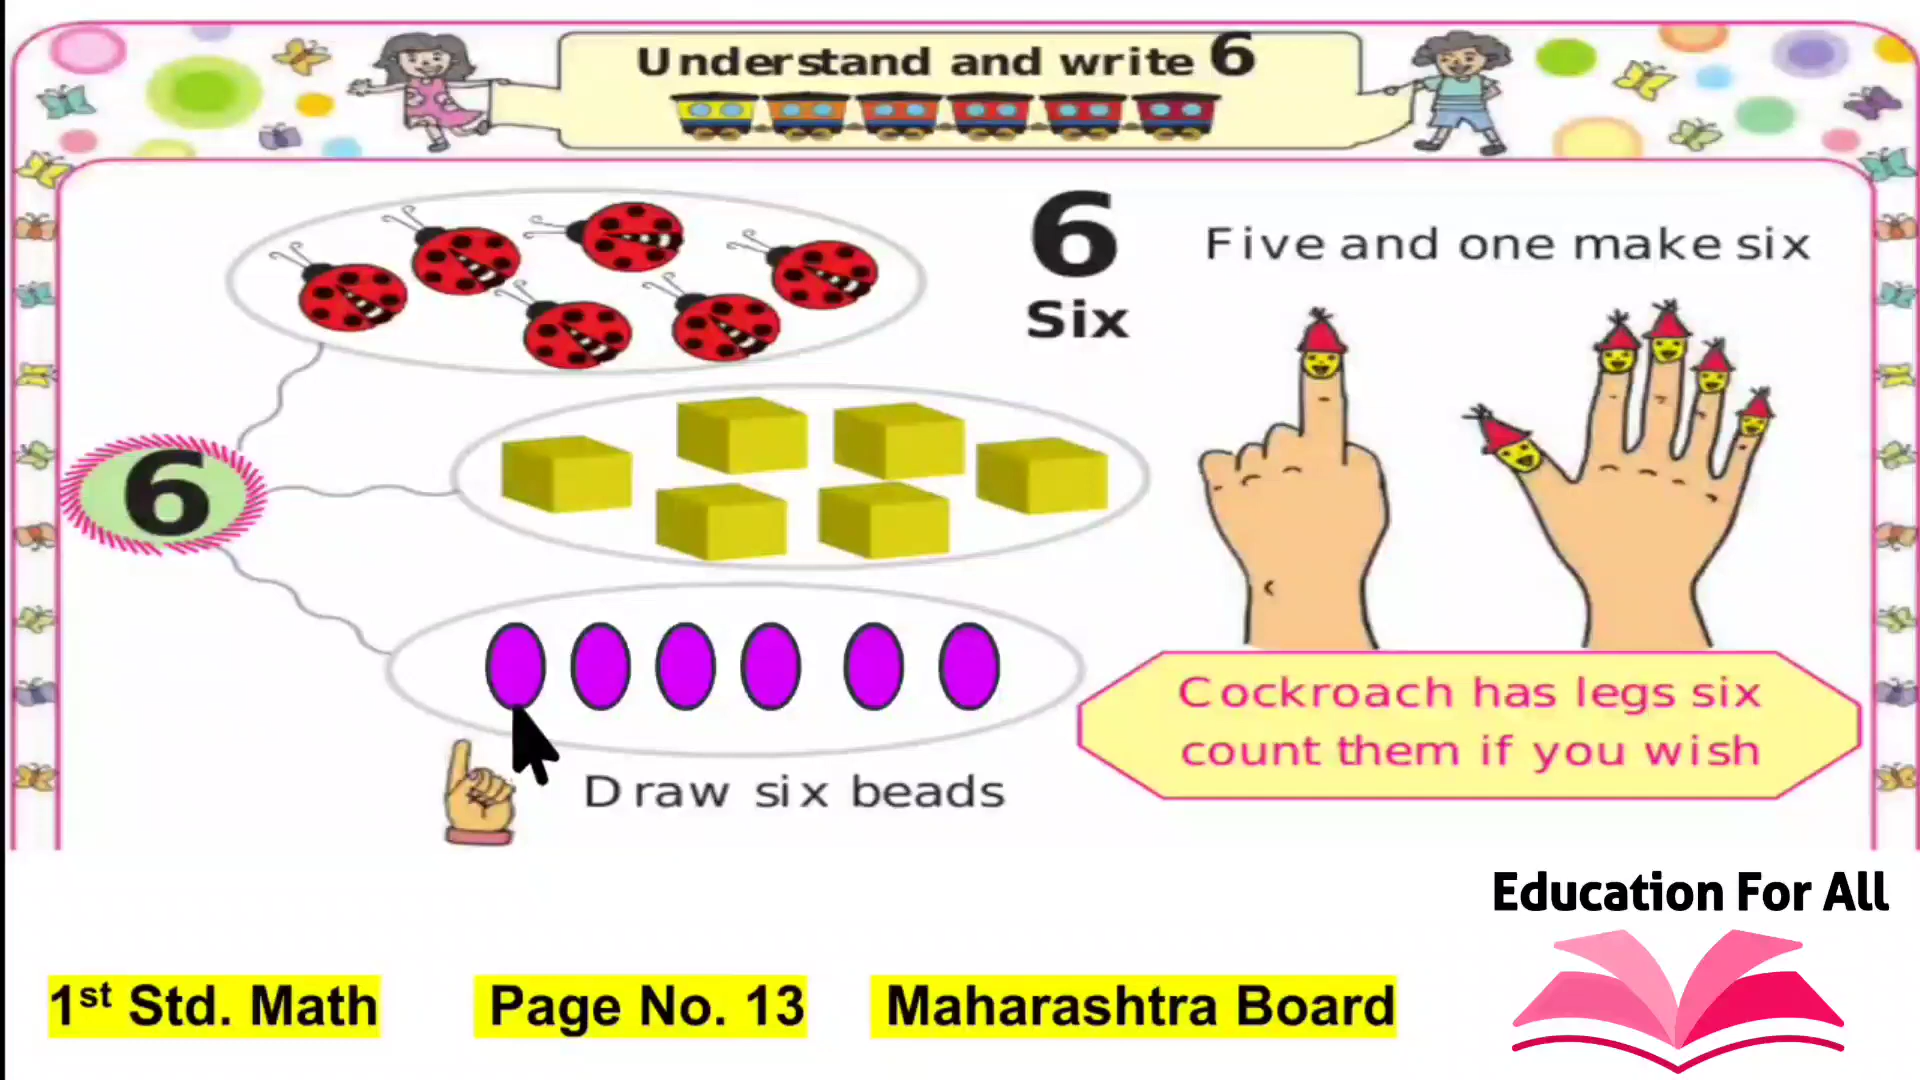 Understand and write 6
6
Six
Five and one make six
6
Cockroach has legs six
count them if you wish
Draw six beads
Education For All
1st Std. Math
Page No. 13
Maharashtra Board